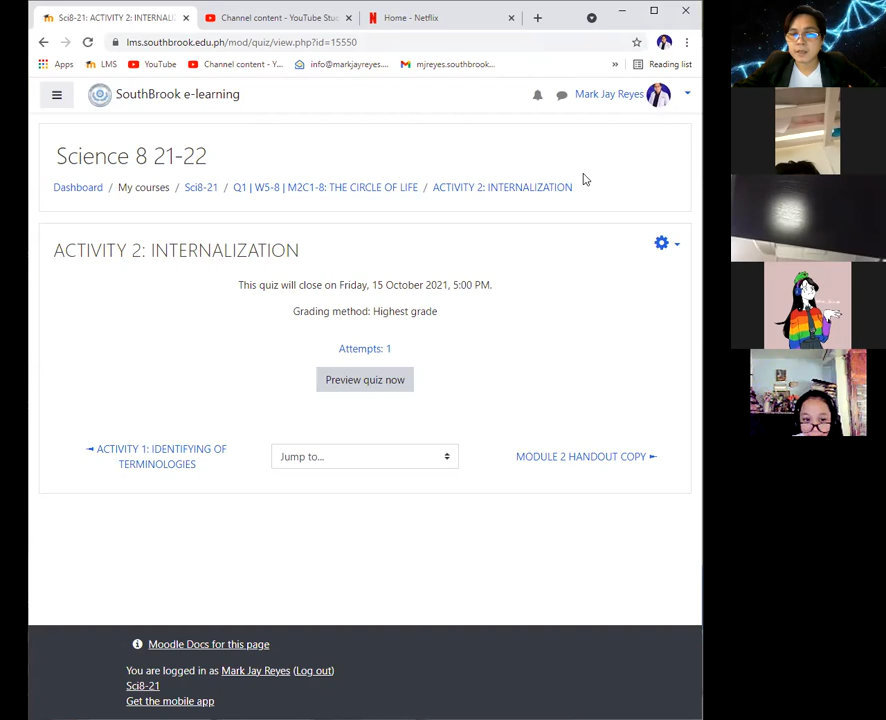 Sci8-21: ACTIVITY 2: INTERNALI
Channel content - YouTube Stu
Home - Netflix
lms.southbrook.edu.ph/mod/quiz/view.php?id=15550
Apps
LMS
YouTube
Channel content - Y...
info@markjayreyes...
mjreyes.southbrook...
»
Reading list
SouthBrook e-learning
Mark Jay Reyes
Science 8 21-22
Dashboard / My courses / Sci8-21 / Q1 | W5-8 | M2C1-8: THE CIRCLE OF LIFE / ACTIVITY 2: INTERNALIZATION
ACTIVITY 2: INTERNALIZATION
This quiz will close on Friday, 15 October 2021, 5:00 PM.
Grading method: Highest grade
Attempts: 1
Preview quiz now
◄ ACTIVITY 1: IDENTIFYING OF
TERMINOLOGIES
Jump to...
MODULE 2 HANDOUT COPY ►
Moodle Docs for this page
You are logged in as Mark Jay Reyes (Log out)
Sci8-21
Get the mobile app